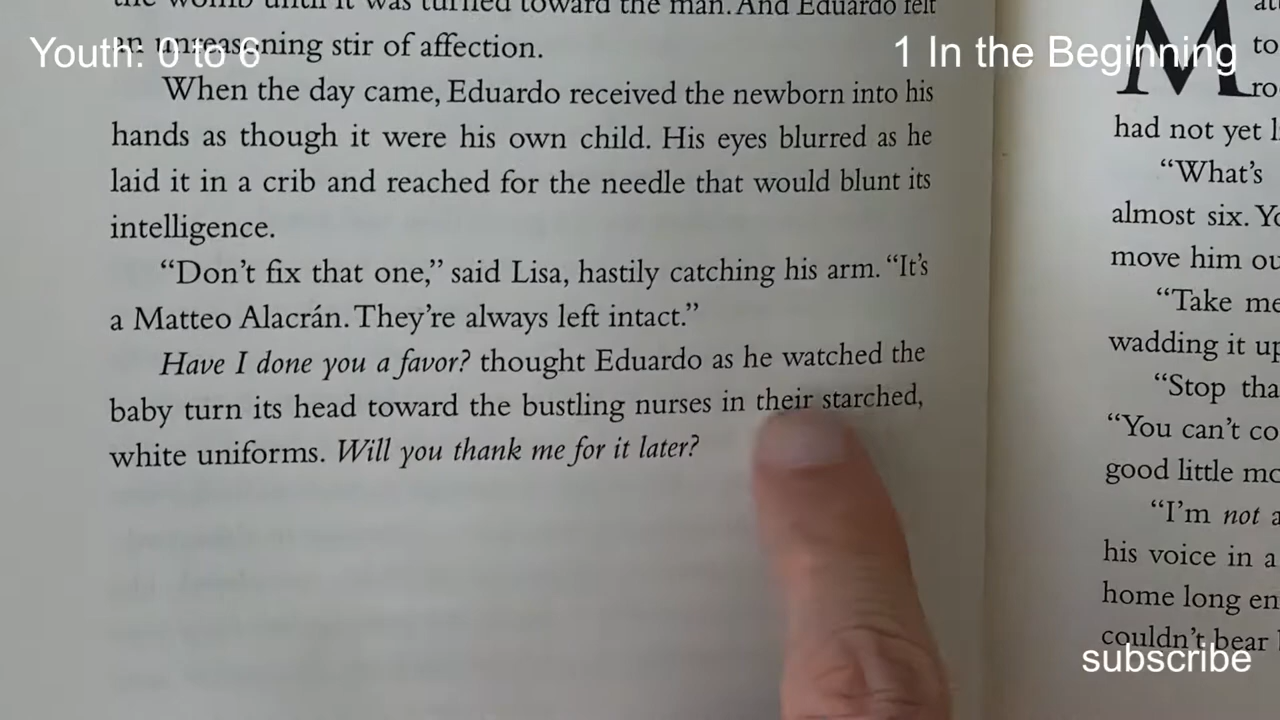 the womb until it was turned toward the man. And Eduardo felt
an unreasoning stir of affection.
Youth: 0 to 6
1 In the Beginning
When the day came, Eduardo received the newborn into his
hands as though it were his own child. His eyes blurred as he
laid it in a crib and reached for the needle that would blunt its
intelligence.
“Don’t fix that one,” said Lisa, hastily catching his arm. “It’s
a Matteo Alacrán. They’re always left intact.”
Have I done you a favor? thought Eduardo as he watched the
baby turn its head toward the bustling nurses in their starched,
white uniforms. Will you thank me for it later?
M
to
ro
had not yet
“What’s
almost six.
move him
“Take
wadding it
“Stop
“You can’t
good little
“I’m not
his voice in a
home long
couldn’t bear
subscribe